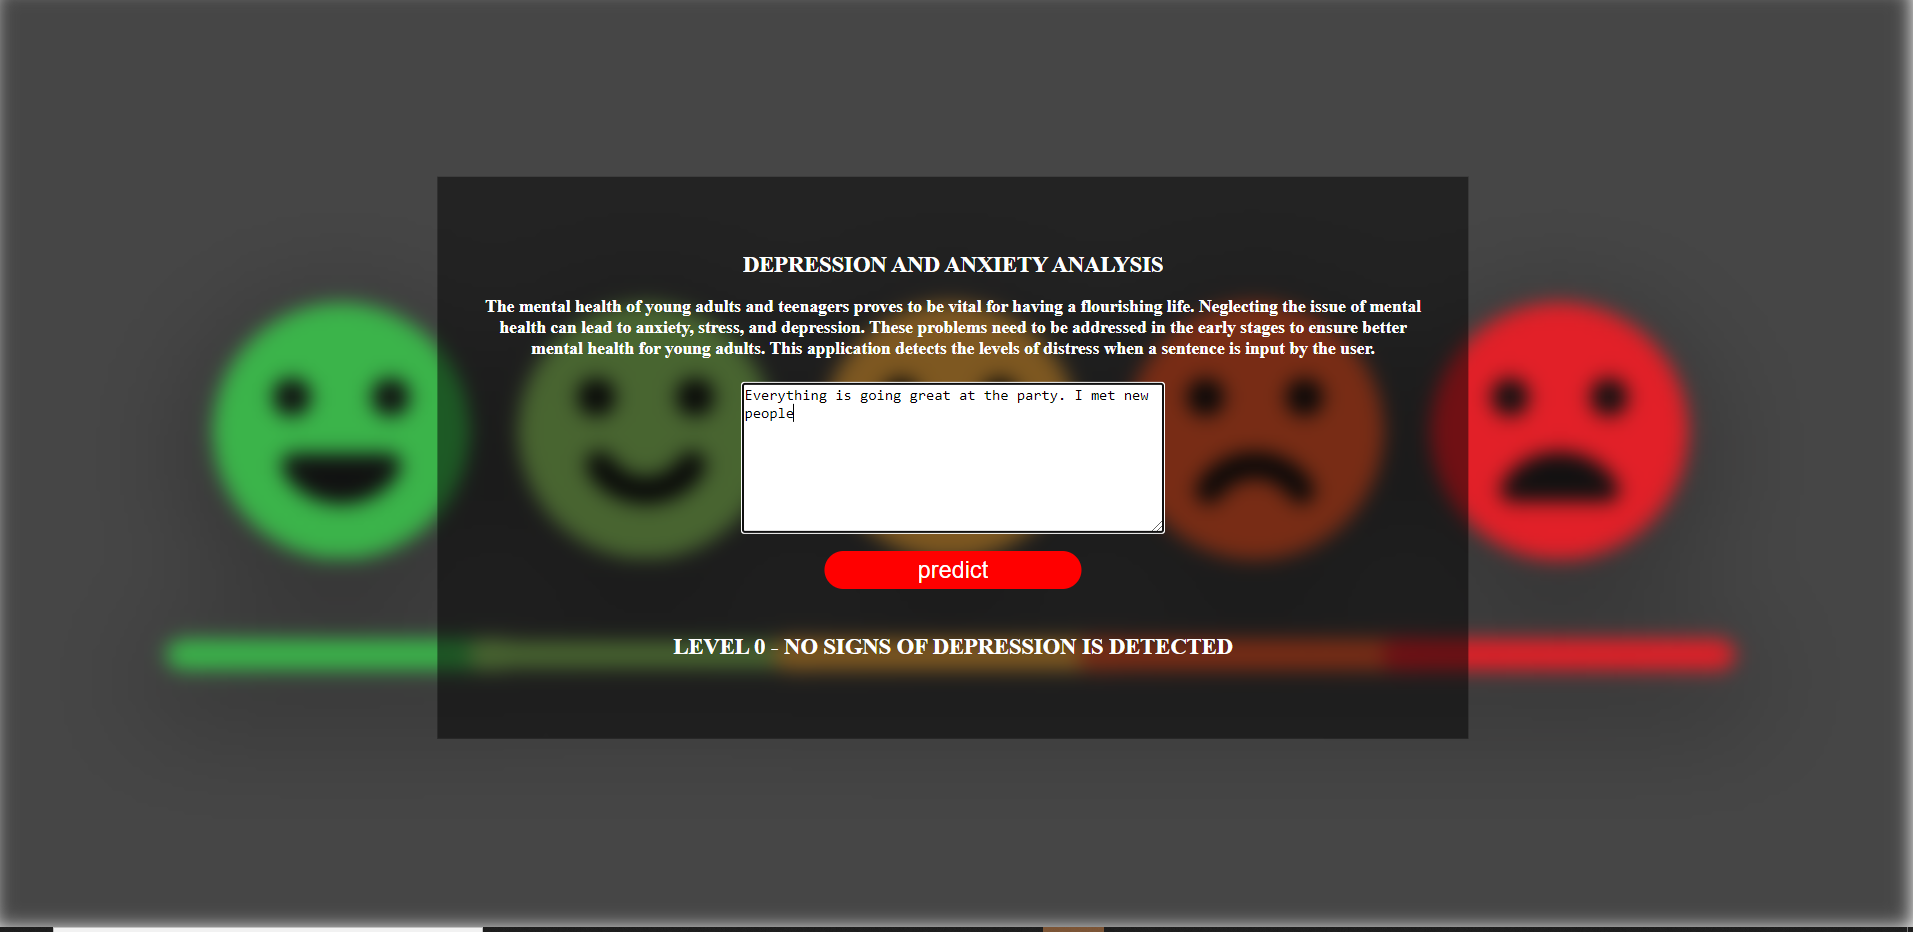 DEPRESSION AND ANXIETY ANALYSIS
The mental health of young adults and teenagers proves to be vital for having a flourishing life. Neglecting the issue of mental
health can lead to anxiety, stress, and depression. These problems need to be addressed in the early stages to ensure better
mental health for young adults. This application detects the levels of distress when a sentence is input by the user.
Everything is going great at the party. I met new
people
predict
LEVEL 0 - NO SIGNS OF DEPRESSION IS DETECTED